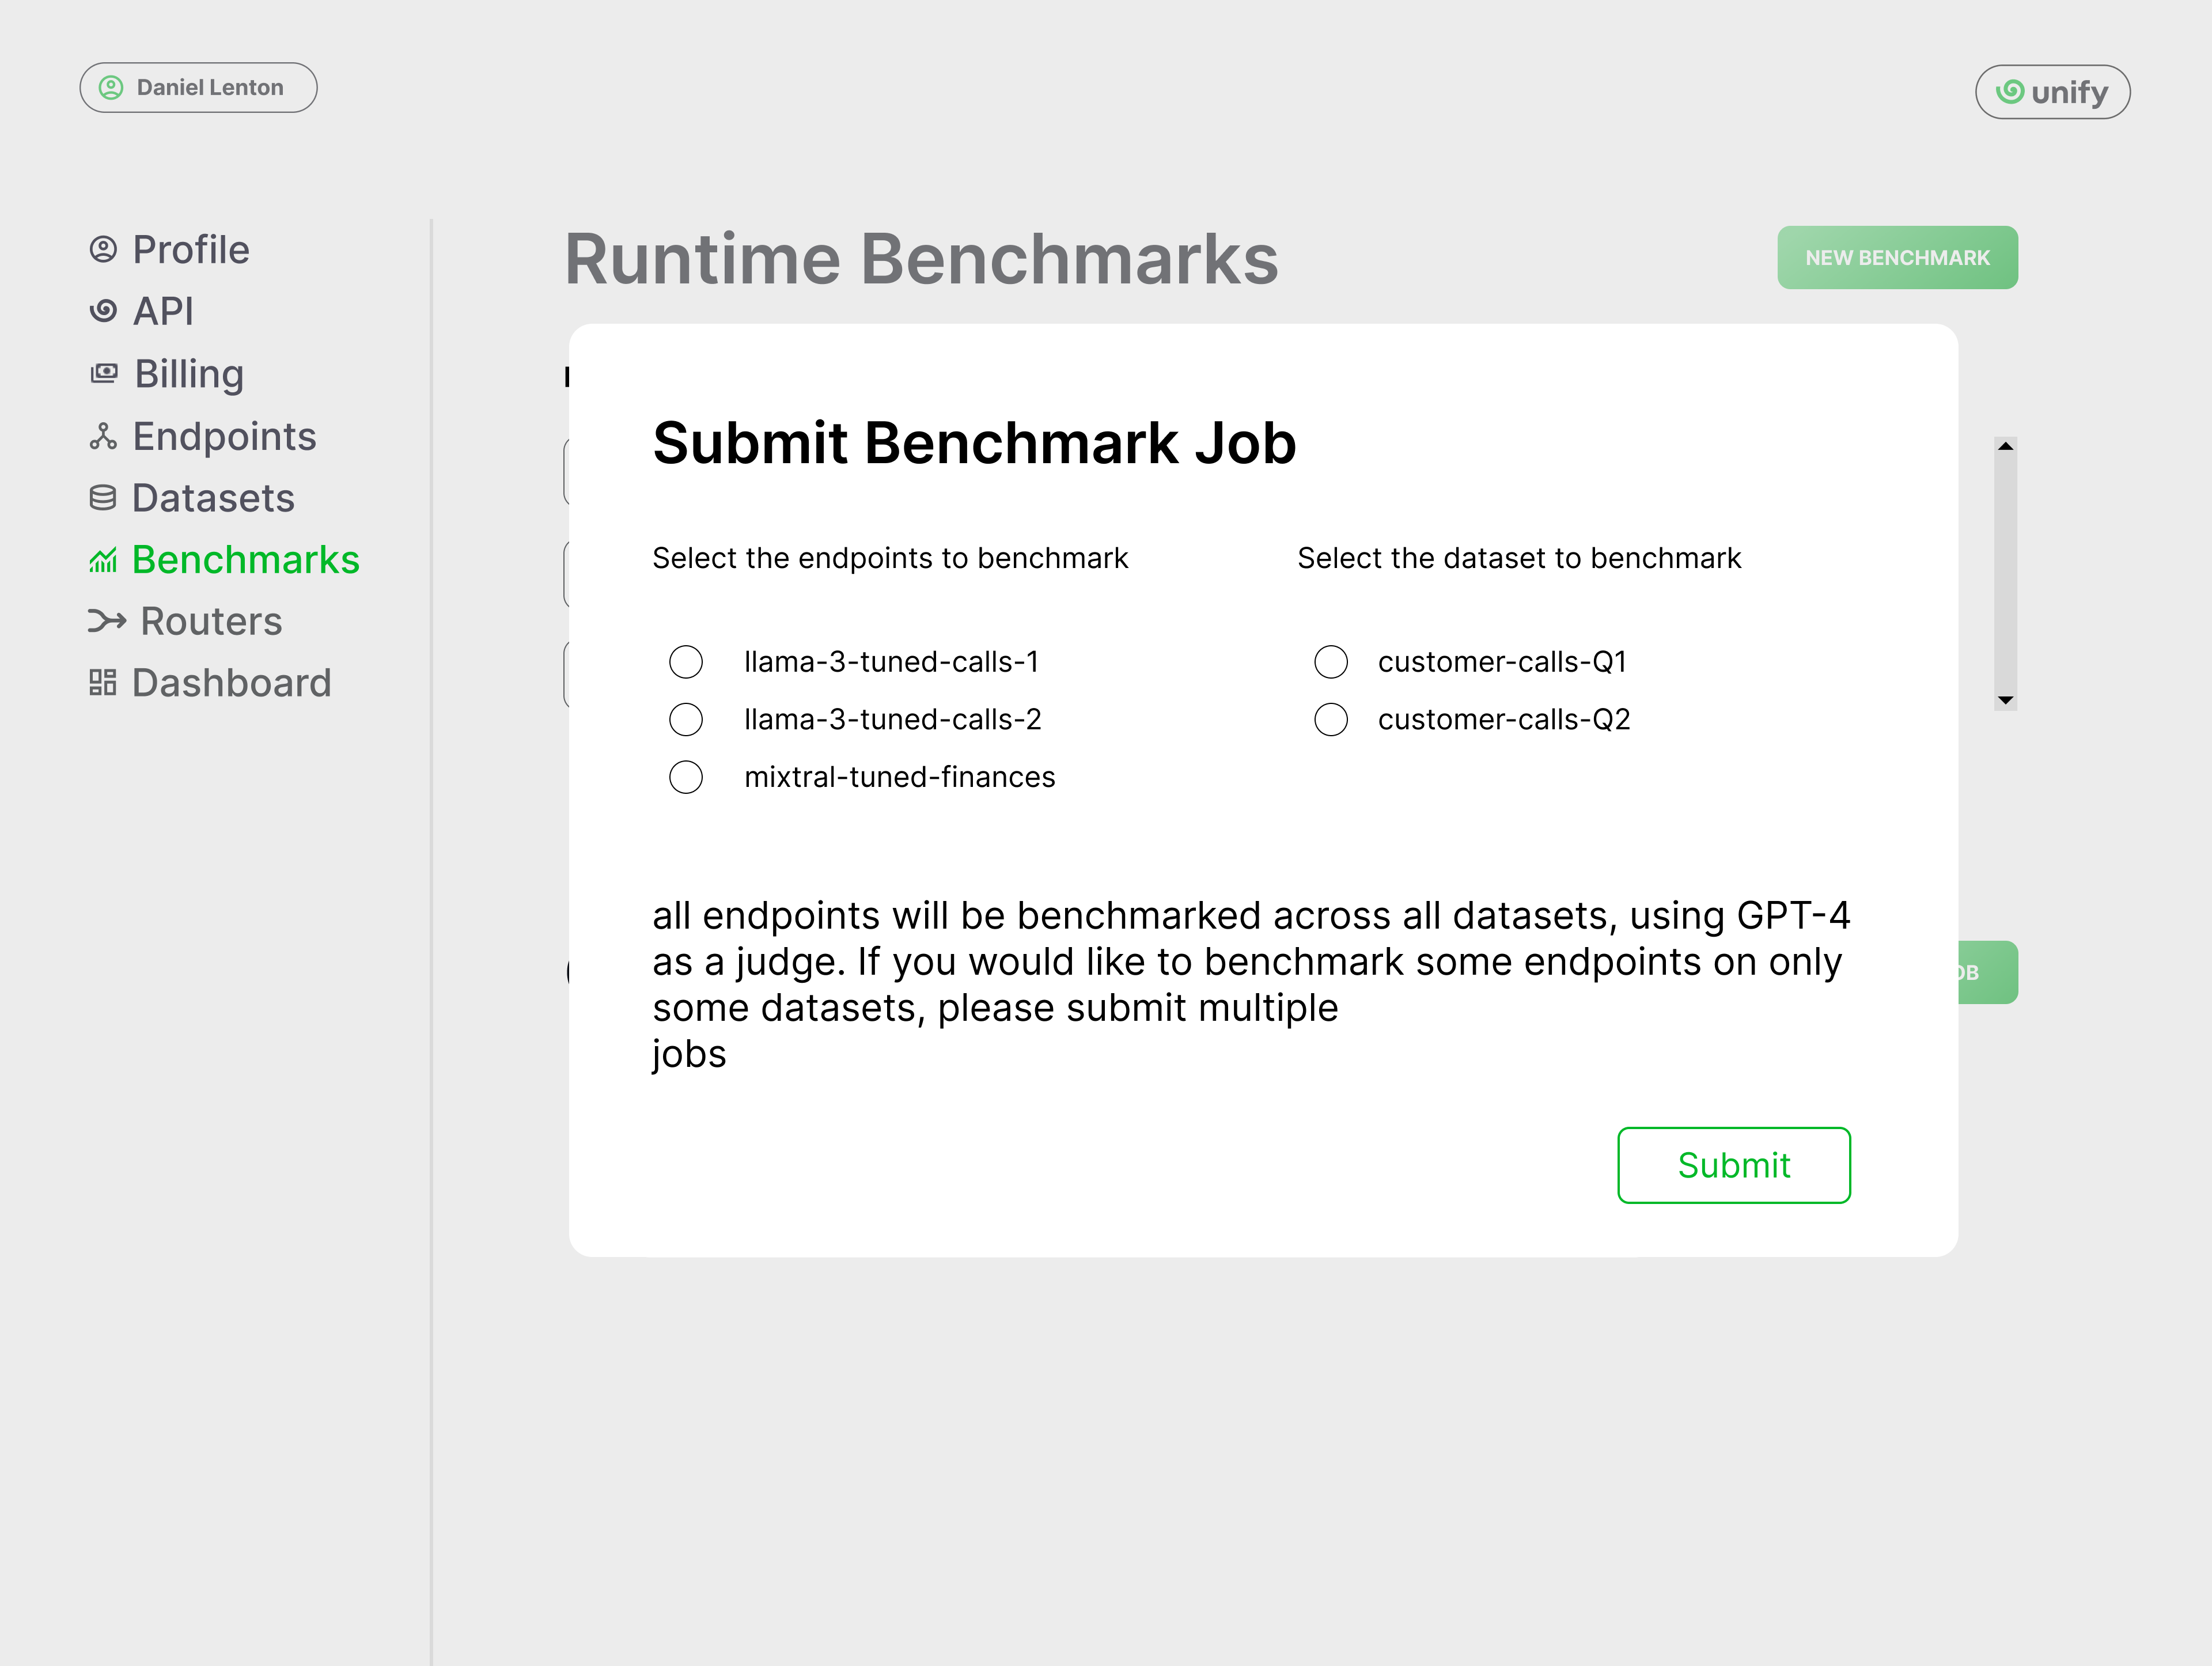 Daniel Lenton
unify
Profile
API
Billing
Endpoints
Datasets
Benchmarks
Routers
Dashboard
Runtime Benchmarks
NEW BENCHMARK
Submit Benchmark Job
Select the endpoints to benchmark
llama-3-tuned-calls-1
llama-3-tuned-calls-2
mixtral-tuned-finances
Select the dataset to benchmark
customer-calls-Q1
customer-calls-Q2
all endpoints will be benchmarked across all datasets, using GPT-4
as a judge. If you would like to benchmark some endpoints on only
some datasets, please submit multiple
jobs
Submit